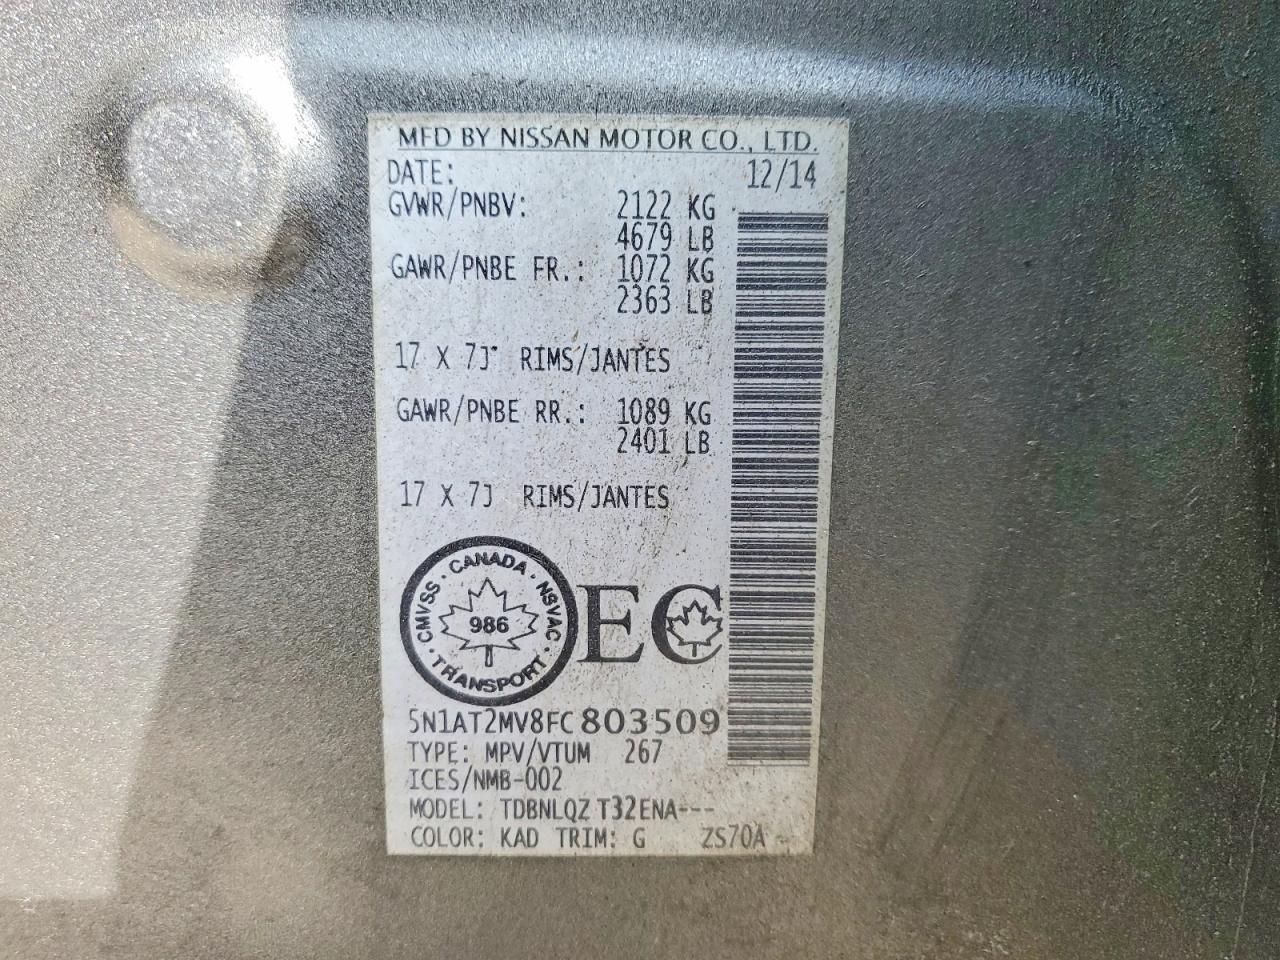 MFD BY NISSAN MOTOR CO., LTD.
DATE: 12/14
GVWR/PNBV: 2122 KG
4679 LB
GAWR/PNBE FR.: 1072 KG
2363 LB
17 X 7J RIMS/JANTES
GAWR/PNBE RR.: 1089 KG
2401 LB
17 X 7J RIMS/JANTES
CMVSS · CANADA · NSVAC · TRANSPORT
986
EC
5N1AT2MV8FC803509
TYPE: MPV/VTUM 267
ICES/NMB-002
MODEL: TDBNLQZ T32ENA---
COLOR: KAD TRIM: G ZS70A -